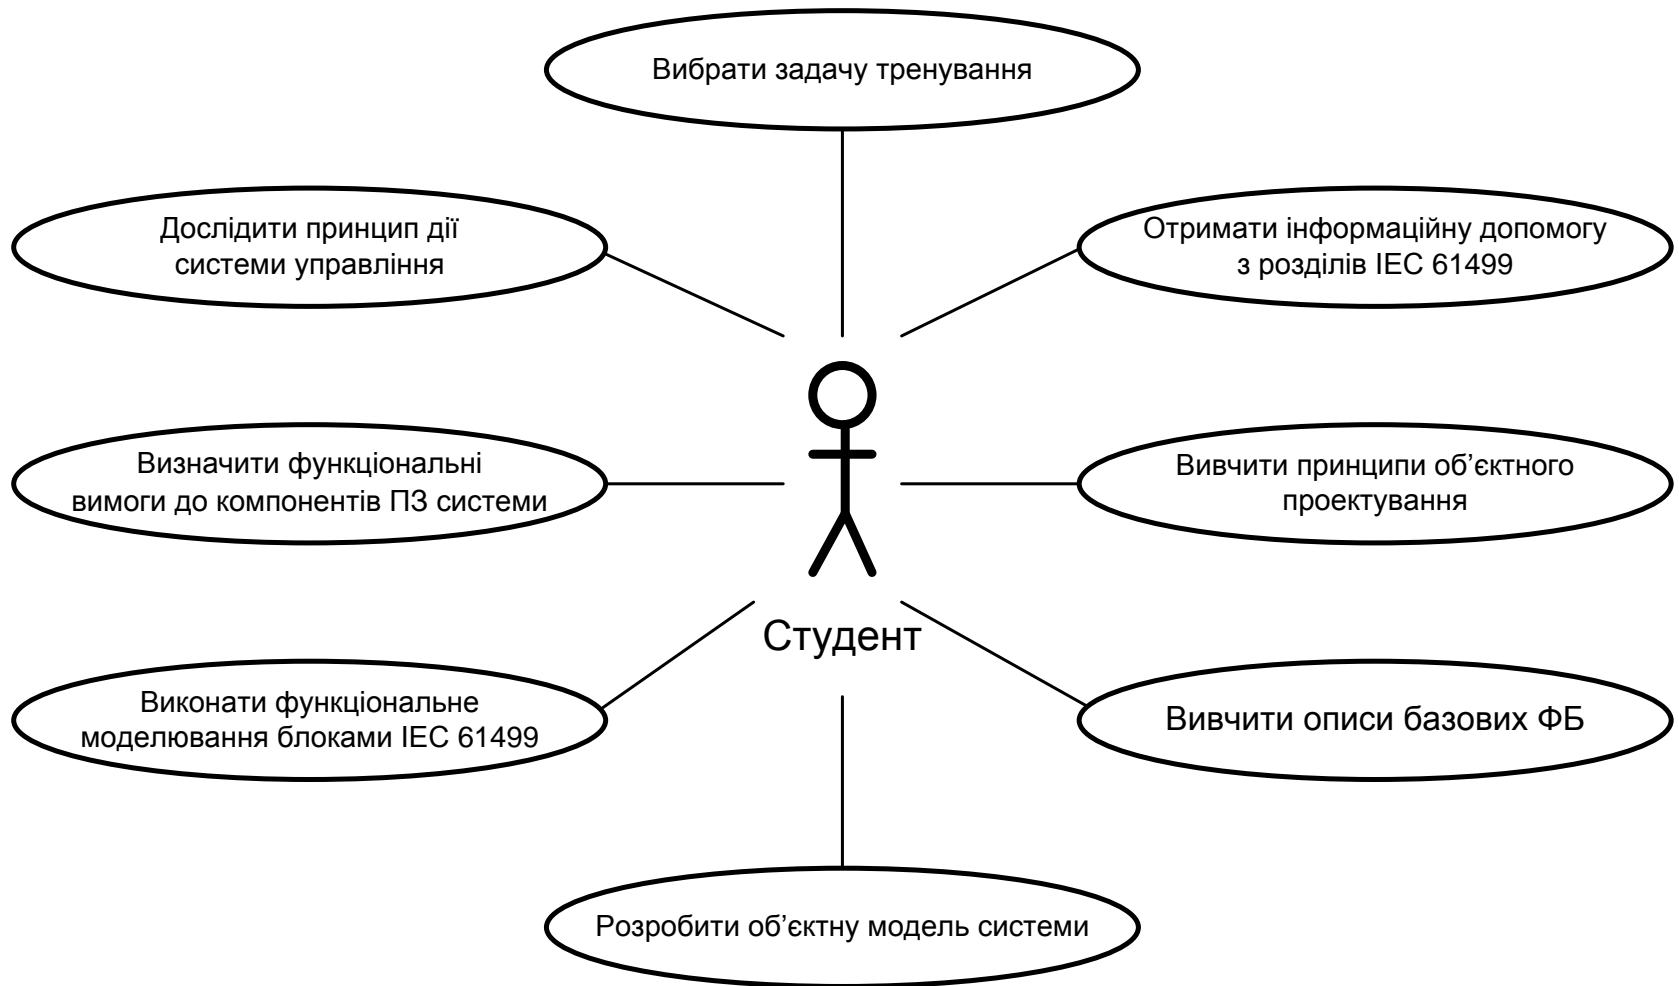 Вибрати задачу тренування
Дослідити принцип дії
системи управління
Отримати інформаційну допомогу
з розділів IEC 61499
Визначити функціональні
вимоги до компонентів ПЗ системи
Вивчити принципи об’єктного
проектування
Студент
Виконати функціональне
моделювання блоками IEC 61499
Вивчити описи базових ФБ
Розробити об’єктну модель системи